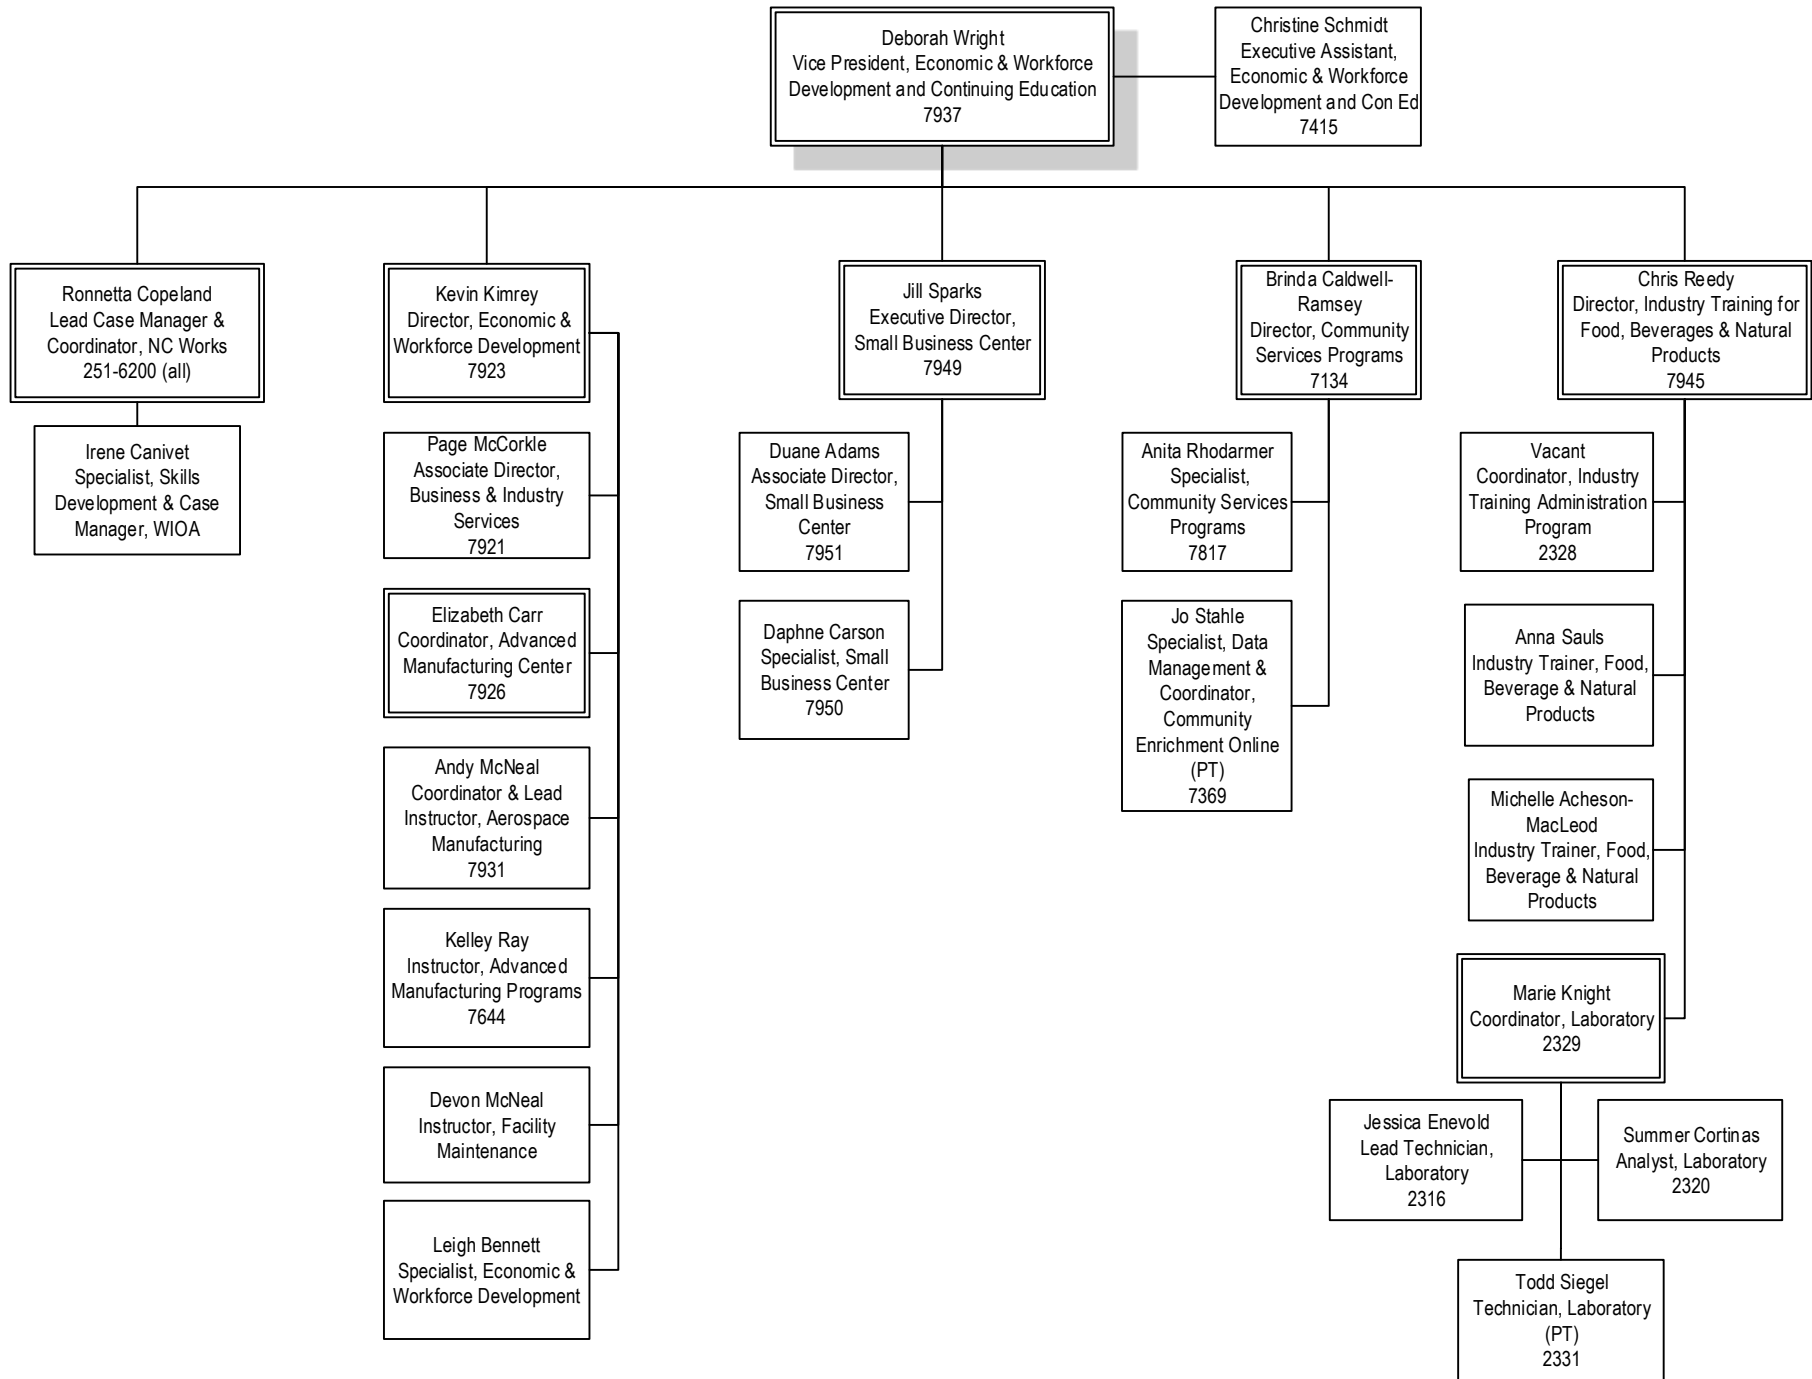 Deborah Wright
Vice President, Economic & Workforce
Development and Continuing Education
7937
Christine Schmidt
Executive Assistant,
Economic & Workforce
Development and Con Ed
7415
Ronnetta Copeland
Lead Case Manager &
Coordinator, NC Works
251-6200 (all)
Irene Canivet
Specialist, Skills
Development & Case
Manager, WIOA
Kevin Kimrey
Director, Economic &
Workforce Development
7923
Page McCorkle
Associate Director,
Business & Industry
Services
7921
Elizabeth Carr
Coordinator, Advanced
Manufacturing Center
7926
Andy McNeal
Coordinator & Lead
Instructor, Aerospace
Manufacturing
7931
Kelley Ray
Instructor, Advanced
Manufacturing Programs
7644
Devon McNeal
Instructor, Facility
Maintenance
Leigh Bennett
Specialist, Economic &
Workforce Development
Jill Sparks
Executive Director,
Small Business Center
7949
Duane Adams
Associate Director,
Small Business
Center
7951
Daphne Carson
Specialist, Small
Business Center
7950
Brinda Caldwell-
Ramsey
Director, Community
Services Programs
7134
Anita Rhodarmer
Specialist,
Community Services
Programs
7817
Jo Stahle
Specialist, Data
Management &
Coordinator,
Community
Enrichment Online
(PT)
7369
Chris Reedy
Director, Industry Training for
Food, Beverages & Natural
Products
7945
Vacant
Coordinator, Industry
Training Administration
Program
2328
Anna Sauls
Industry Trainer, Food,
Beverage & Natural
Products
Michelle Acheson-
MacLeod
Industry Trainer, Food,
Beverage & Natural
Products
Marie Knight
Coordinator, Laboratory
2329
Jessica Enevold
Lead Technician,
Laboratory
2316
Summer Cortinas
Analyst, Laboratory
2320
Todd Siegel
Technician, Laboratory
(PT)
2331